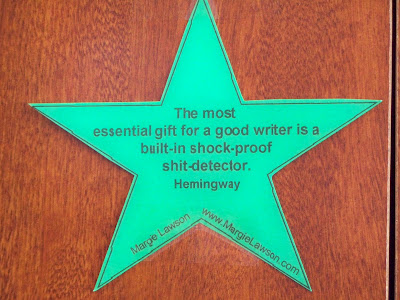 The most
essential gift for a good writer is a
built-in shock-proof
shit-detector.
Hemingway
Margie Lawson
www.MargieLawson.com